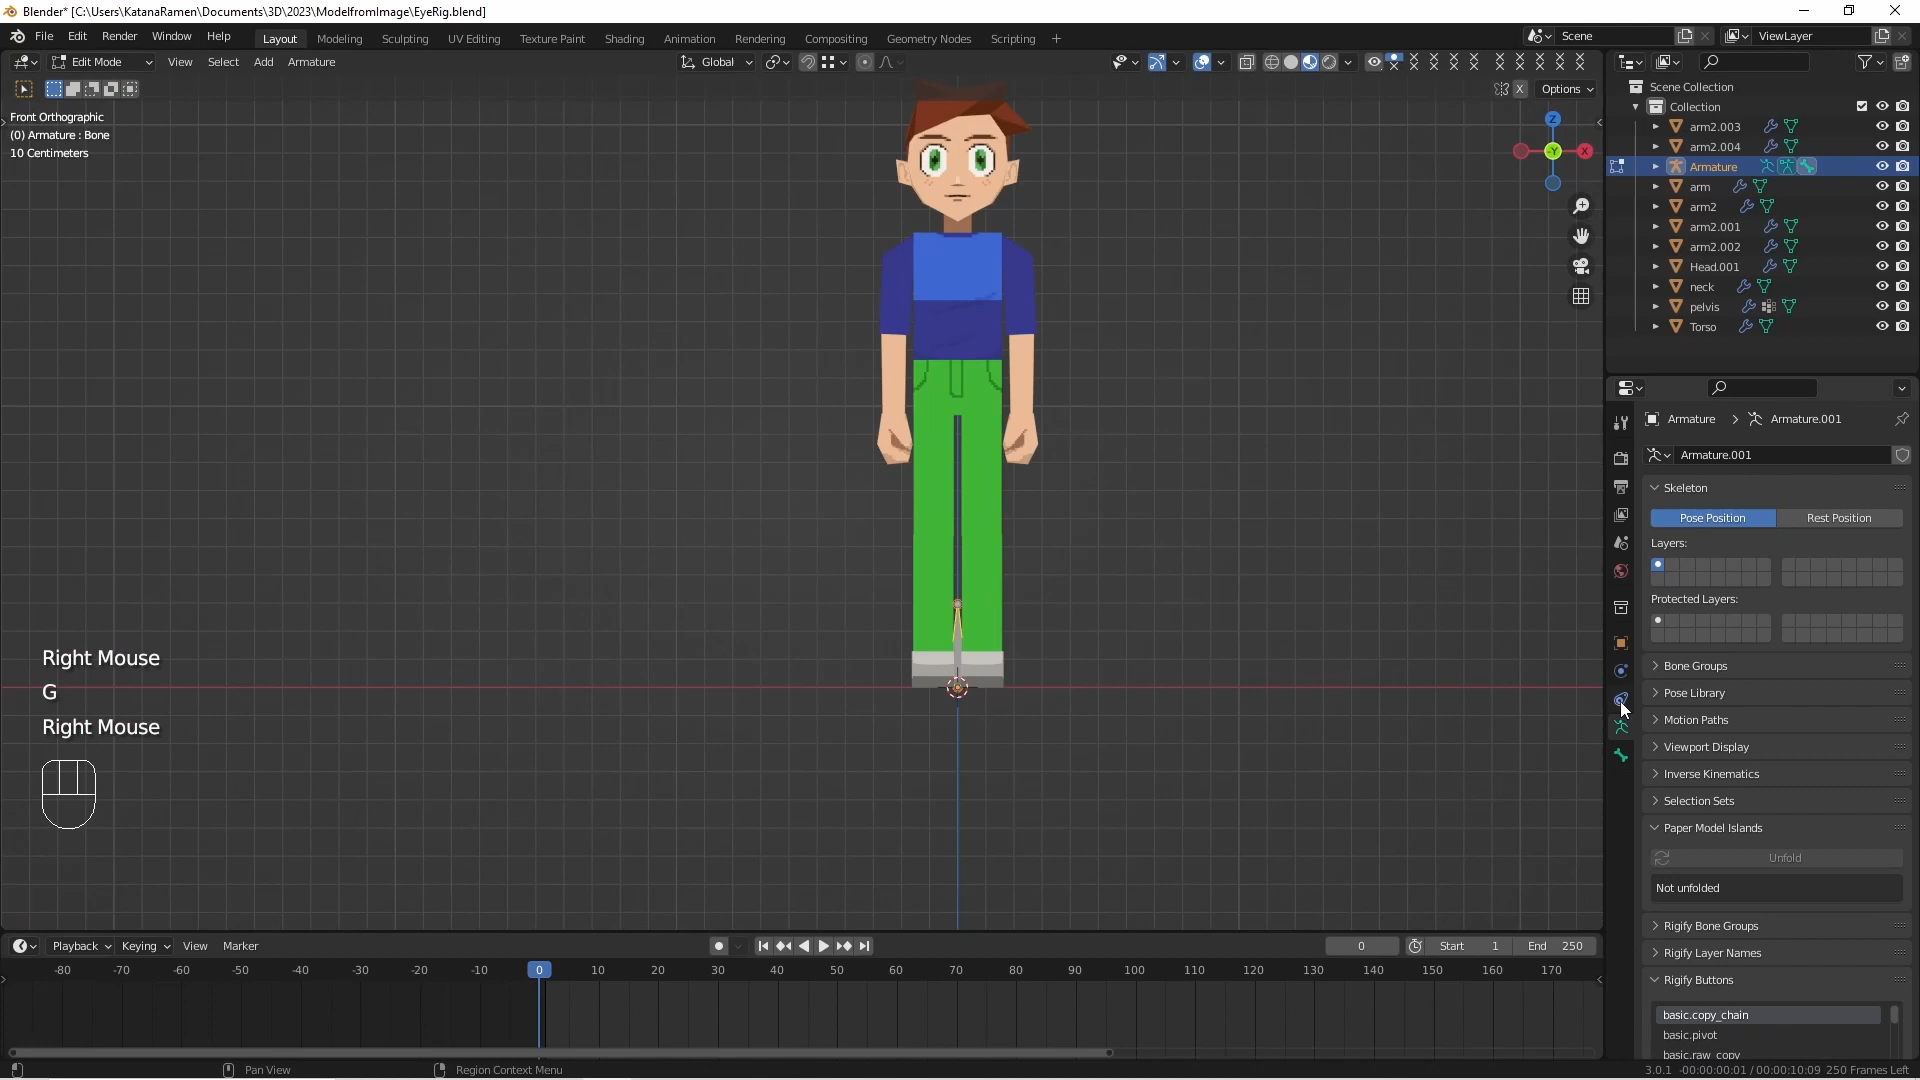 Blender* [C:\Users\KatanaRamen\Documents\3D\2023\ModelfromImage\EyeRig.blend]
File Edit Render Window Help Layout Modeling Sculpting UV Editing Texture Paint Shading Animation Rendering Compositing Geometry Nodes Scripting + Scene ViewLayer
Edit Mode View Select Add Armature Global
X Options
Front Orthographic
(0) Armature : Bone
10 Centimeters
Z
-Y
X
Right Mouse
G
Right Mouse
Scene Collection
Collection
arm2.003
arm2.004
Armature
arm
arm2
arm2.001
arm2.002
Head.001
neck
pelvis
Torso
Armature > Armature.001
Armature.001
Skeleton
Pose Position Rest Position
Layers:
Protected Layers:
Bone Groups
Pose Library
Motion Paths
Viewport Display
Inverse Kinematics
Selection Sets
Paper Model Islands
Unfold
Not unfolded
Rigify Bone Groups
Rigify Layer Names
Rigify Buttons
basic.copy_chain
basic.pivot
basic.raw_copy
Playback Keying View Marker 0 Start 1 End 250
-80 -70 -60 -50 -40 -30 -20 -10 0 10 20 30 40 50 60 70 80 90 100 110 120 130 140 150 160 170
Pan View Region Context Menu 3.0.1 -00:00:00:01 / 00:00:10:09 250 Frames Left